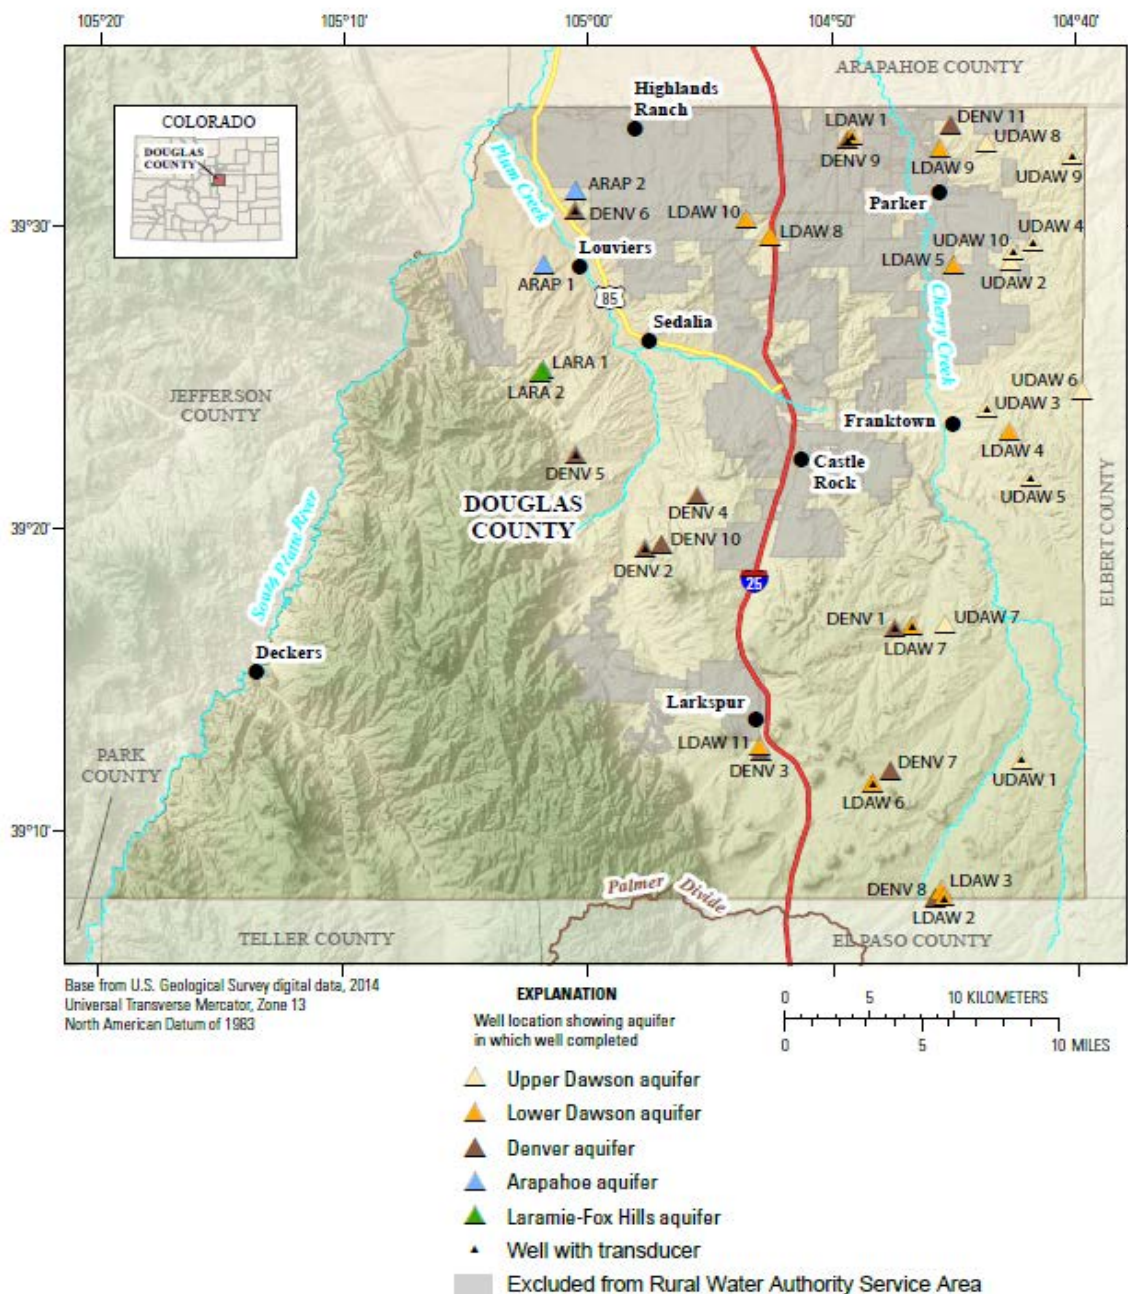 105°20'
105°10'
105°00'
104°50'
104°40'
ARAPAHOE COUNTY
Highlands
Ranch
COLORADO
DOUGLAS
COUNTY
LDAW 1
DENV 11
UDAW 8
DENV 9
LDAW 9
UDAW 9
Plum Creek
ARAP 2
Parker
DENV 6
LDAW 10
LDAW 8
39°30'
UDAW 4
UDAW 10
Louviers
LDAW 5
UDAW 2
ARAP 1
85
Cherry Creek
Sedalia
LARA 1
LARA 2
JEFFERSON
COUNTY
UDAW 6
UDAW 3
Franktown
LDAW 4
Castle
Rock
DENV 5
UDAW 5
DOUGLAS
COUNTY
DENV 4
ELBERT COUNTY
39°20'
DENV 10
DENV 2
South Platte River
25
DENV 1
UDAW 7
LDAW 7
Deckers
Larkspur
LDAW 11
DENV 3
PARK
COUNTY
DENV 7
UDAW 1
LDAW 6
39°10'
Palmer Divide
DENV 8
LDAW 3
LDAW 2
TELLER COUNTY
EL PASO COUNTY
Base from U.S. Geological Survey digital data, 2014
Universal Transverse Mercator, Zone 13
North American Datum of 1983
EXPLANATION
Well location showing aquifer
in which well completed
0 5 10 KILOMETERS
0 5 10 MILES
Upper Dawson aquifer
Lower Dawson aquifer
Denver aquifer
Arapahoe aquifer
Laramie-Fox Hills aquifer
Well with transducer
Excluded from Rural Water Authority Service Area